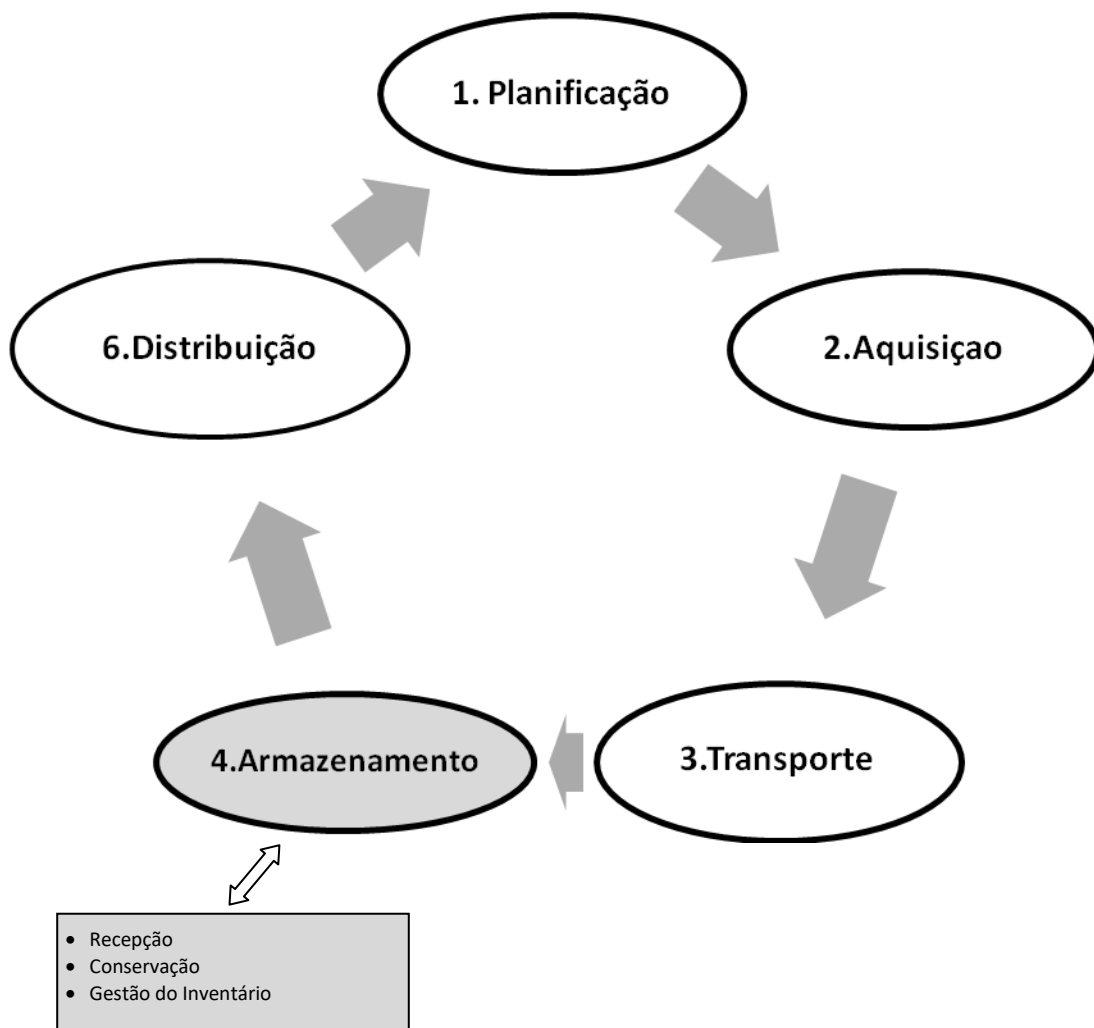 1. Planificação
2.Aquisiçao
3.Transporte
4.Armazenamento
6.Distribuição
• Recepção
• Conservação
• Gestão do Inventário